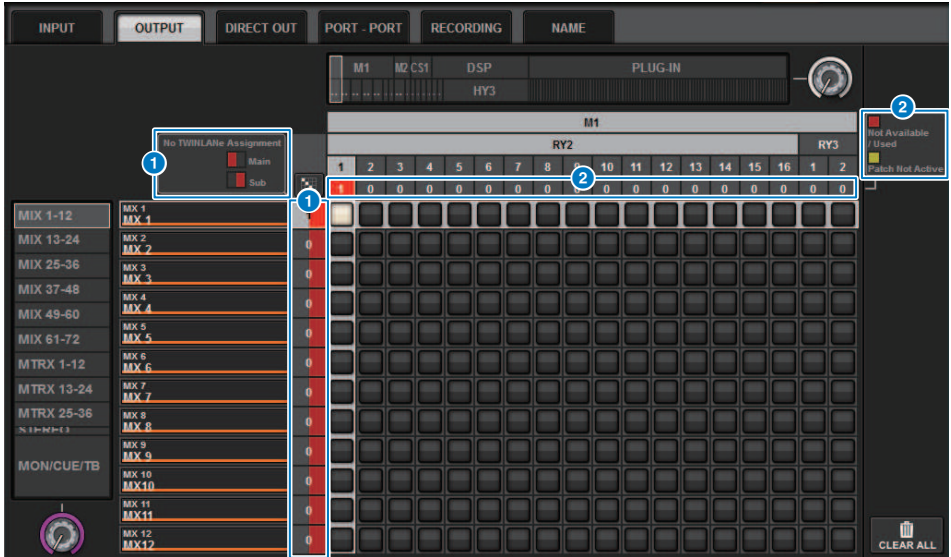 INPUT OUTPUT DIRECT OUT PORT - PORT RECORDING NAME
M1 M2 CS1 DSP PLUG-IN
HY3
2
M1
Not Available
/ Used
Patch Not Active
No TWINLANe Assignment
Main
Sub
1
RY2 RY3
1 2 3 4 5 6 7 8 9 10 11 12 13 14 15 16 1 2
2
1 0 0 0 0 0 0 0 0 0 0 0 0 0 0 0
1
MIX 1-12
MIX 13-24
MIX 25-36
MIX 37-48
MIX 49-60
MIX 61-72
MTRX 1-12
MTRX 13-24
MTRX 25-36
STEREO
MON/CUE/TB
MX 1
MX 1
1
MX 2
MX 2
0
MX 3
MX 3
0
MX 4
MX 4
0
MX 5
MX 5
0
MX 6
MX 6
0
MX 7
MX 7
0
MX 8
MX 8
0
MX 9
MX 9
0
MX 10
MX10
0
MX 11
MX11
0
MX 12
MX12
0
1
CLEAR ALL